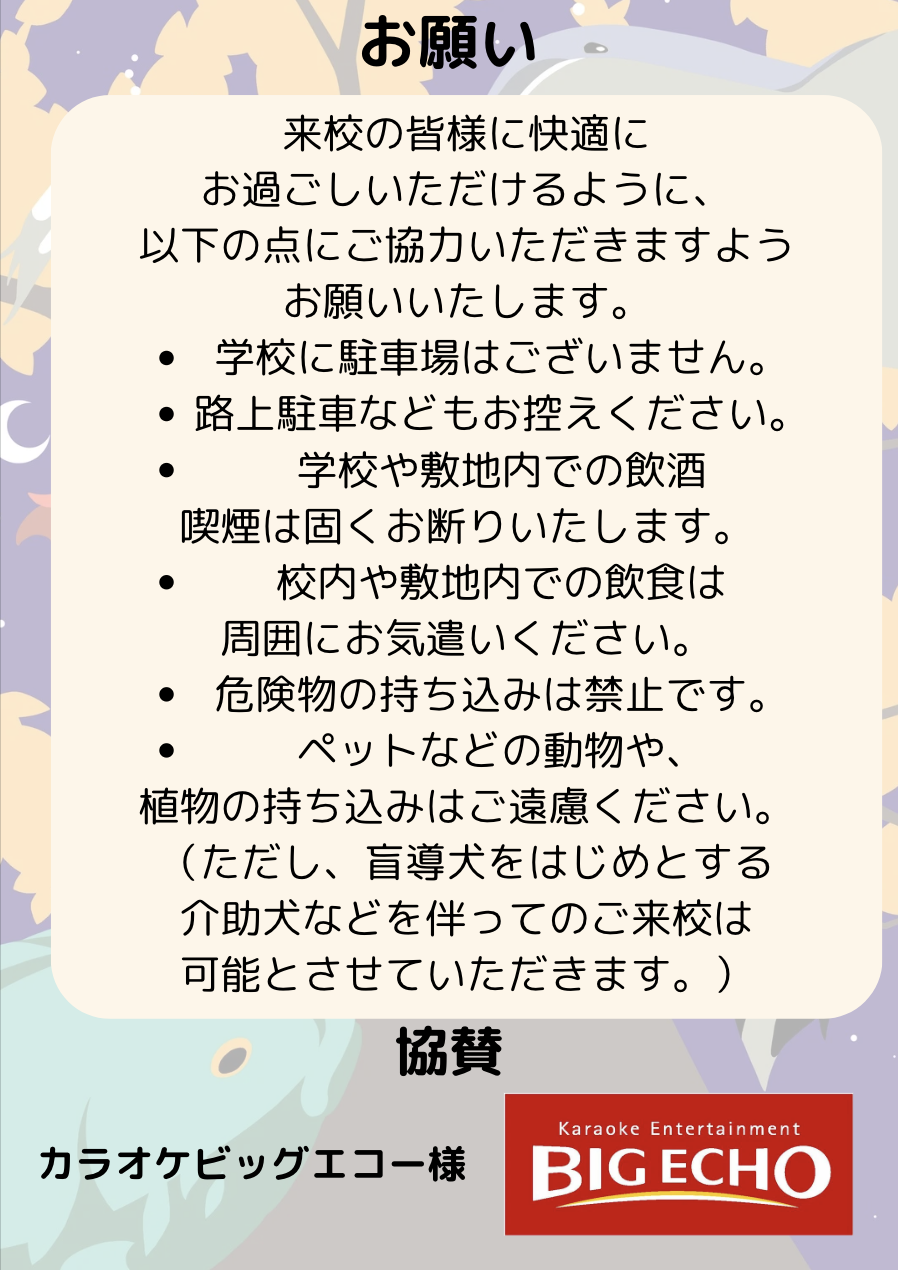 お願い
来校の皆様に快適に
お過ごしいただけるように、
以下の点にご協力いただきますよう
お願いいたします。
• 学校に駐車場はございません。
• 路上駐車などもお控えください。
• 学校や敷地内での飲酒
喫煙は固くお断りいたします。
• 校内や敷地内での飲食は
周囲にお気遣いください。
• 危険物の持ち込みは禁止です。
• ペットなどの動物や、
植物の持ち込みはご遠慮ください。
（ただし、盲導犬をはじめとする
介助犬などを伴ってのご来校は
可能とさせていただきます。）
協賛
カラオケビッグエコー様
Karaoke Entertainment
BIG ECHO